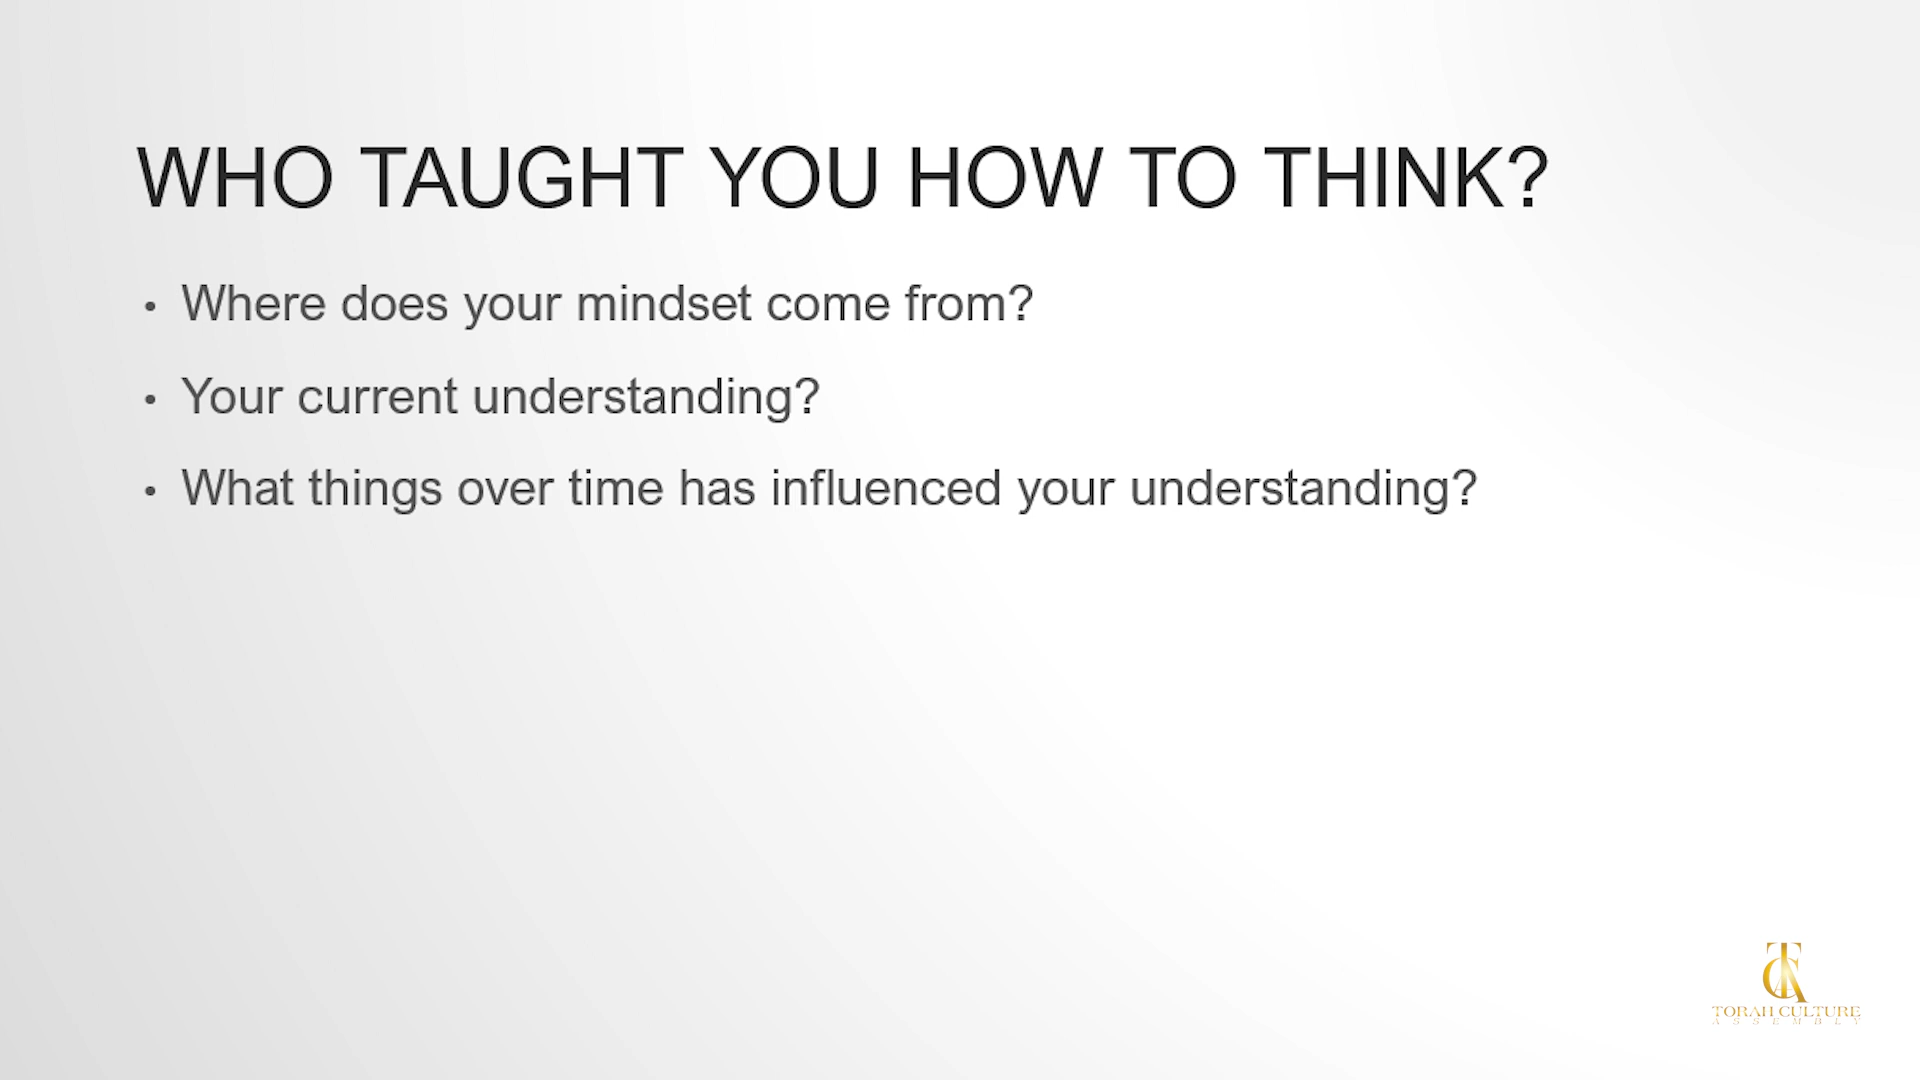 WHO TAUGHT YOU HOW TO THINK?
• Where does your mindset come from?
• Your current understanding?
• What things over time has influenced your understanding?
TCA
TORAH CULTURE
ASSEMBLY